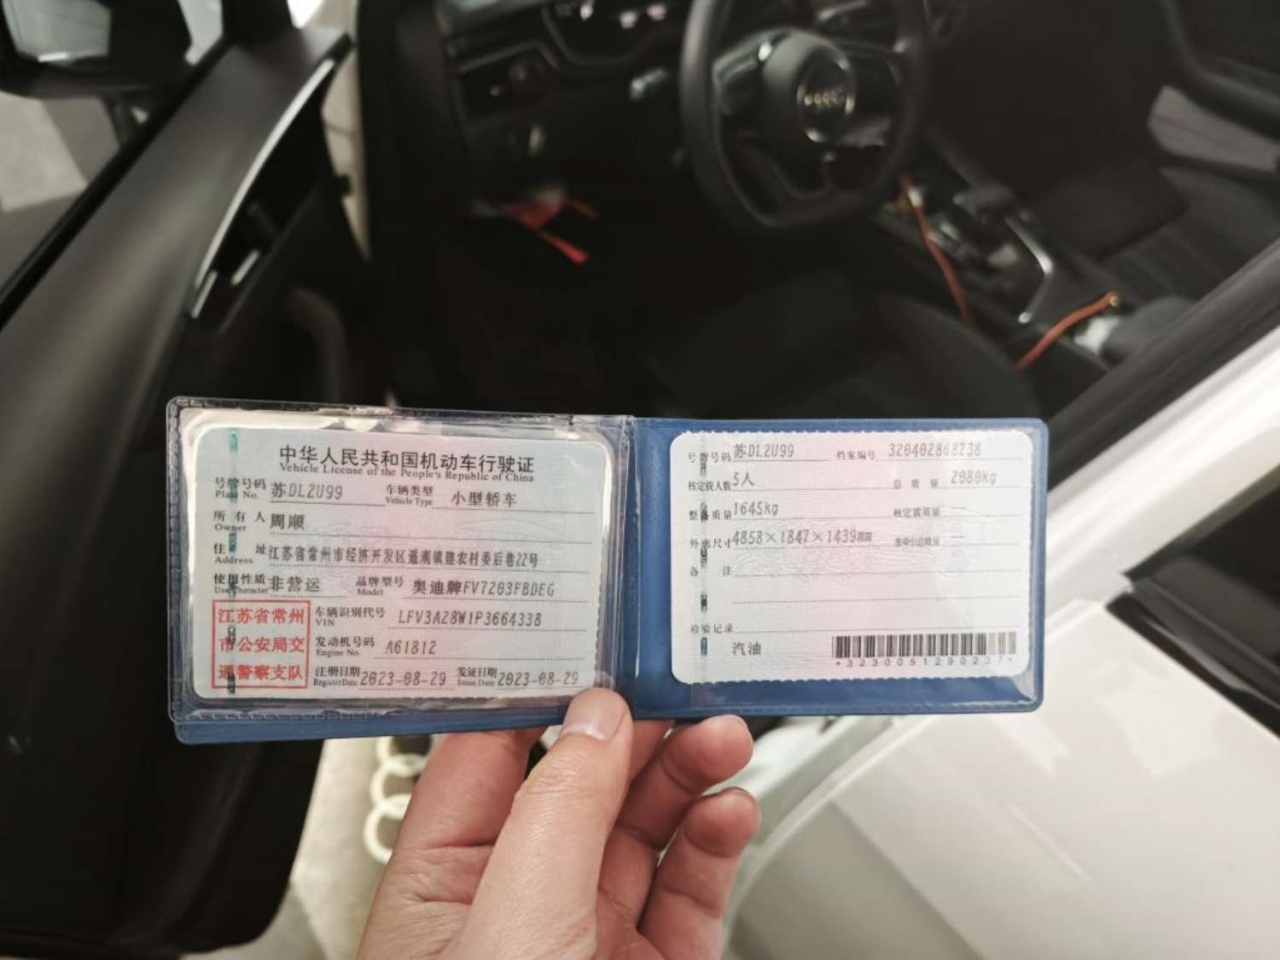 中华人民共和国机动车行驶证
Vehicle License of the People's Republic of China
号牌号码 苏DL2U99 车辆类型 小型轿车
Plate No. Vehicle Type
所有人 周顺
Owner
住址 江苏省常州市经济开发区遥观镇建农村委后巷22号
Address
使用性质 非营运 品牌型号 奥迪牌FV7203FBDEG
Use Character Model
江苏省常州
市公安局交
通警察支队
车辆识别代号 LFV3A28W1P3664338
VIN
发动机号码 A61812
Engine No.
注册日期 2023-08-29 发证日期 2023-08-29
Register Date Issue Date
号牌号码 苏DL2U99 档案编号 320402868238
核定载人数 5人 总质量 2080kg
整备质量 1645kg 核定载质量
外廓尺寸 4858×1847×1439mm
备注
检验记录
汽油